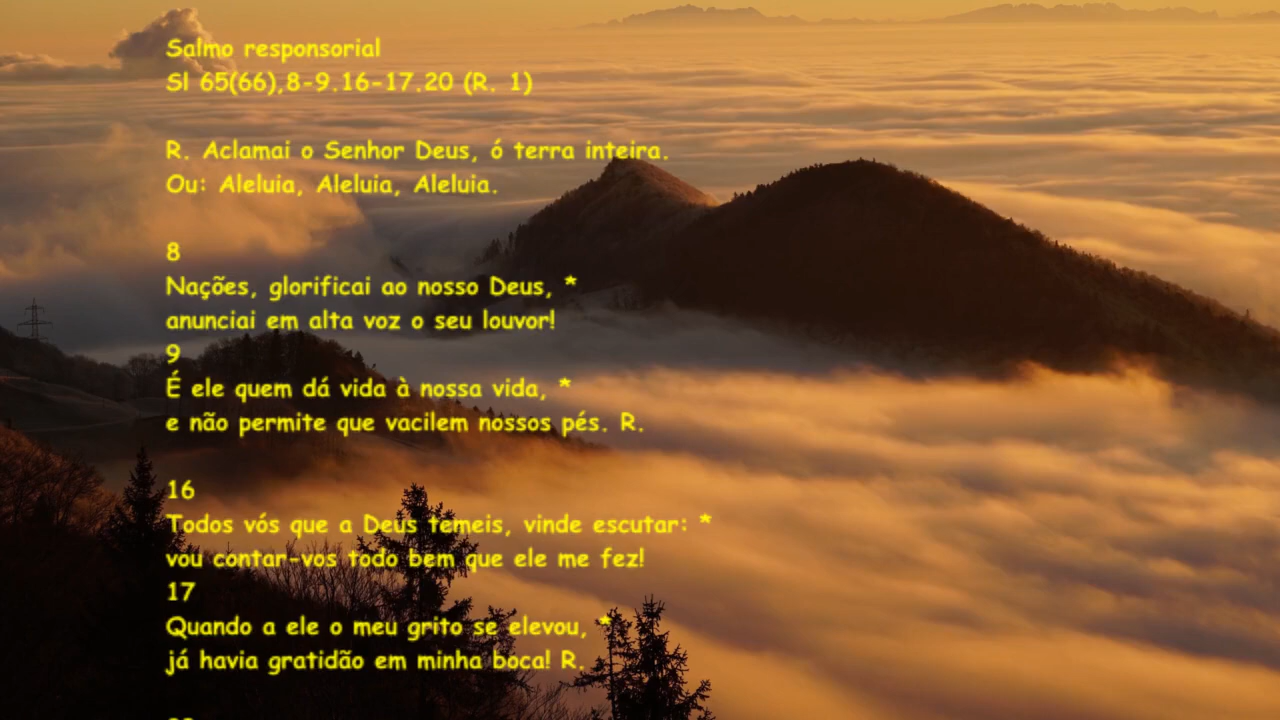 Salmo responsorial
Sl 65(66),8-9.16-17.20 (R. 1)
R. Aclamai o Senhor Deus, ó terra inteira.
Ou: Aleluia, Aleluia, Aleluia.
8
Nações, glorificai ao nosso Deus, *
anunciai em alta voz o seu louvor!
9
É ele quem dá vida à nossa vida, *
e não permite que vacilem nossos pés. R.
16
Todos vós que a Deus temeis, vinde escutar: *
vou contar-vos todo bem que ele me fez!
17
Quando a ele o meu grito se elevou, *
já havia gratidão em minha boca! R.